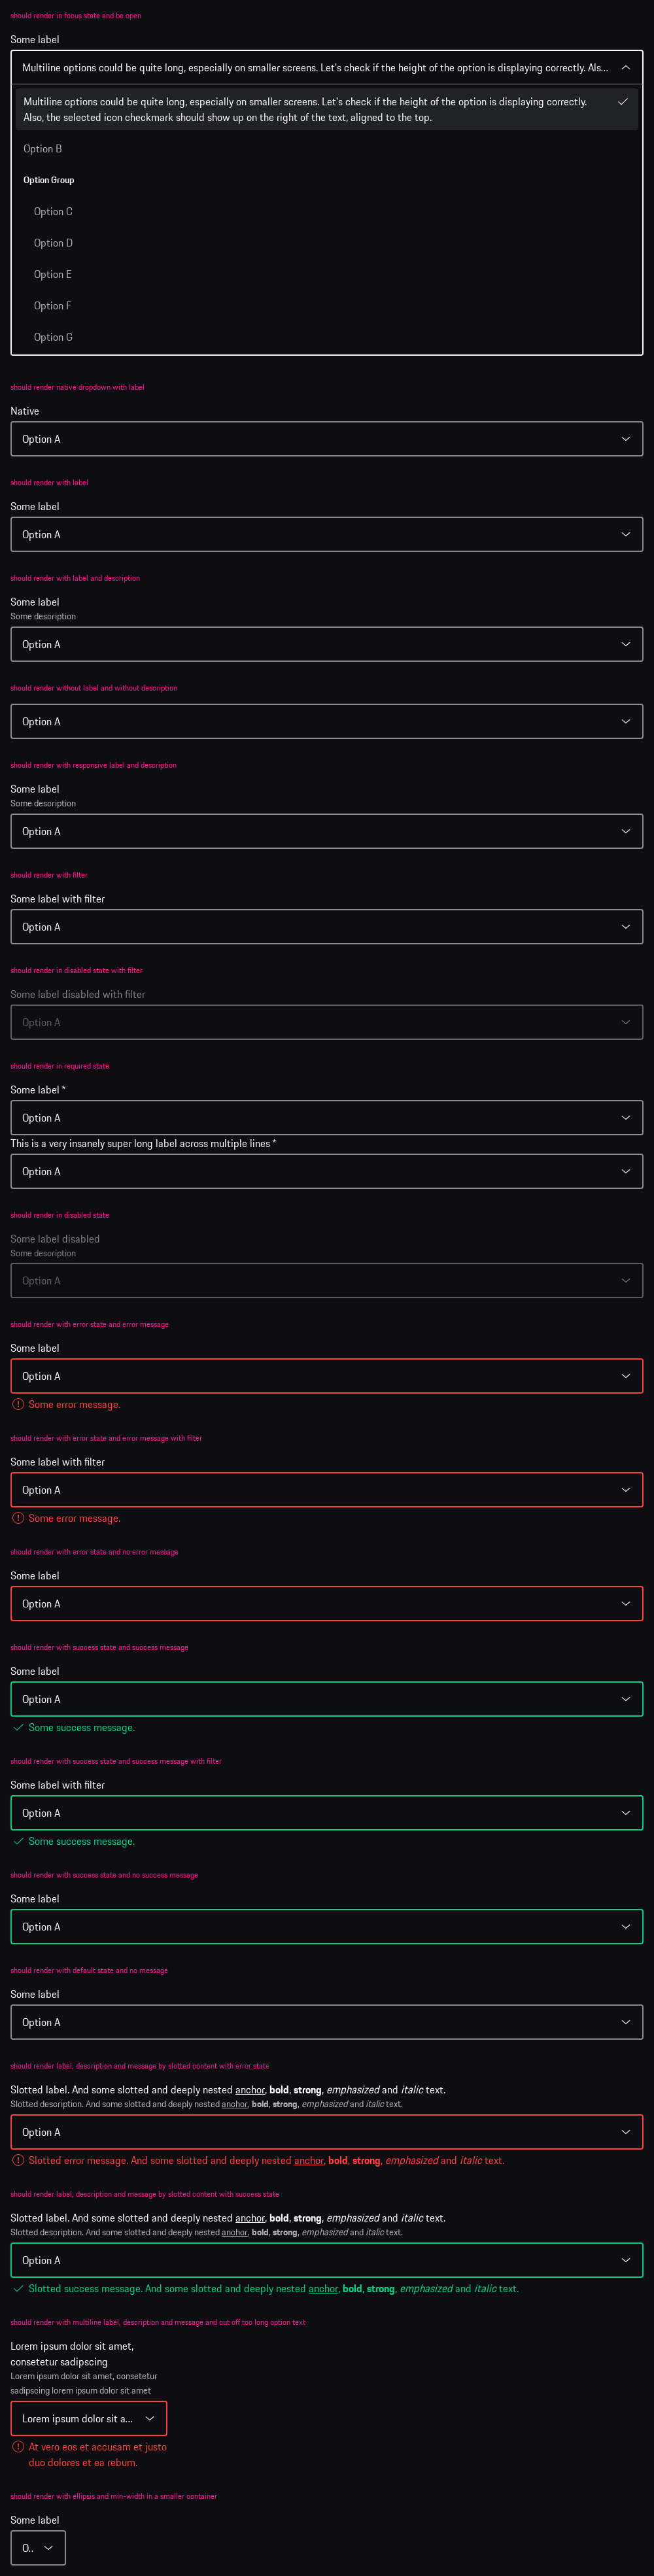 should render in focus state and be open
Some label
Multiline options could be quite long, especially on smaller screens. Let's check if the height of the option is displaying correctly. Als...
Multiline options could be quite long, especially on smaller screens. Let's check if the height of the option is displaying correctly.
Also, the selected icon checkmark should show up on the right of the text, aligned to the top.
Option B
Option Group
Option C
Option D
Option E
Option F
Option G
should render native dropdown with label
Native
Option A
should render with label
Some label
Option A
should render with label and description
Some label
Some description
Option A
should render without label and without description
Option A
should render with responsive label and description
Some label
Some description
Option A
should render with filter
Some label with filter
Option A
should render in disabled state with filter
Some label disabled with filter
Option A
should render in required state
Some label *
Option A
This is a very insanely super long label across multiple lines *
Option A
should render in disabled state
Some label disabled
Some description
Option A
should render with error state and error message
Some label
Option A
Some error message.
should render with error state and error message with filter
Some label with filter
Option A
Some error message.
should render with error state and no error message
Some label
Option A
should render with success state and success message
Some label
Option A
Some success message.
should render with success state and success message with filter
Some label with filter
Option A
Some success message.
should render with success state and no success message
Some label
Option A
should render with default state and no message
Some label
Option A
should render label, description and message by slotted content with error state
Slotted label. And some slotted and deeply nested anchor, bold, strong, emphasized and italic text.
Slotted description. And some slotted and deeply nested anchor, bold, strong, emphasized and italic text.
Option A
Slotted error message. And some slotted and deeply nested anchor, bold, strong, emphasized and italic text.
should render label, description and message by slotted content with success state
Slotted label. And some slotted and deeply nested anchor, bold, strong, emphasized and italic text.
Slotted description. And some slotted and deeply nested anchor, bold, strong, emphasized and italic text.
Option A
Slotted success message. And some slotted and deeply nested anchor, bold, strong, emphasized and italic text.
should render with multiline label, description and message and cut off too long option text
Lorem ipsum dolor sit amet,
consetetur sadipscing
Lorem ipsum dolor sit amet, consetetur
sadipscing lorem ipsum dolor sit amet
Lorem ipsum dolor sit a...
At vero eos et accusam et justo
duo dolores et ea rebum.
should render with ellipsis and min-width in a smaller container
Some label
O..